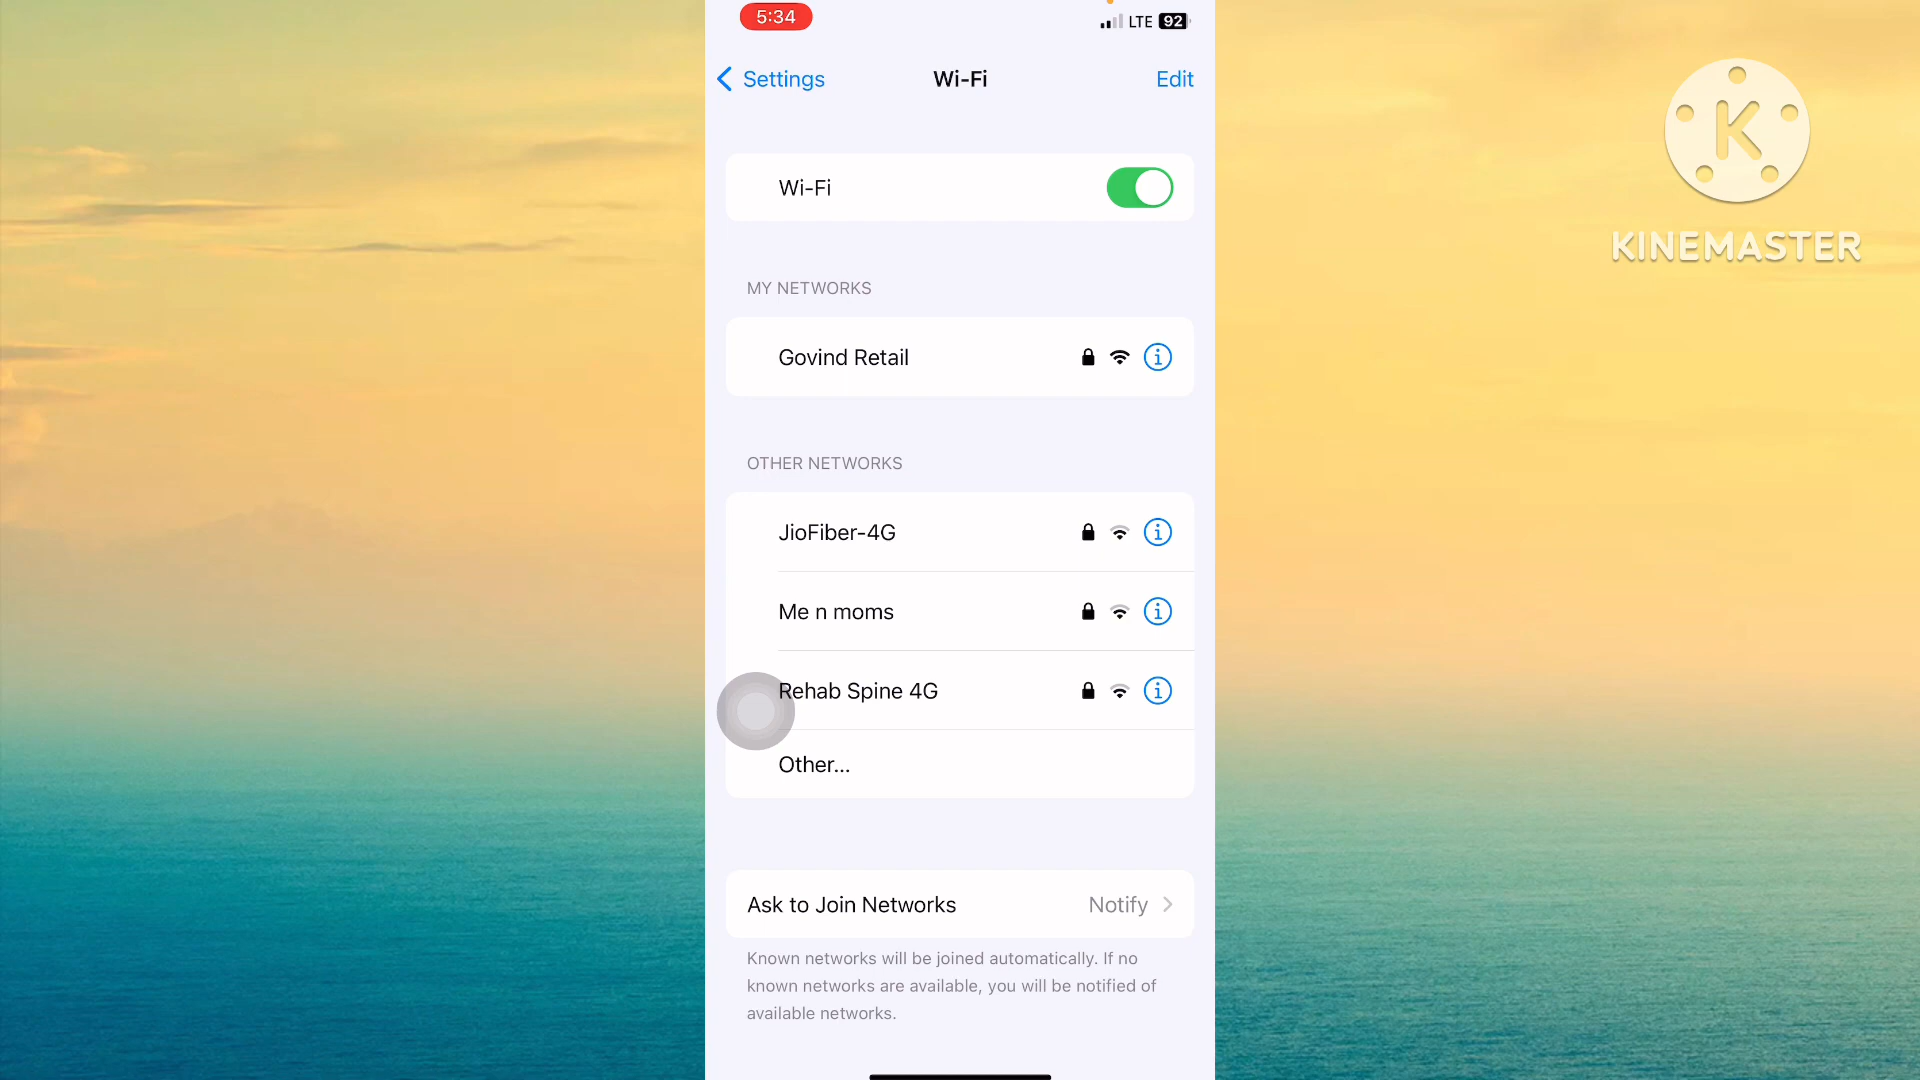 5:34
LTE 92
Settings
Wi-Fi
Edit
K
KINEMASTER
Wi-Fi
MY NETWORKS
Govind Retail
OTHER NETWORKS
JioFiber-4G
Me n moms
Rehab Spine 4G
Other...
Ask to Join Networks
Notify
Known networks will be joined automatically. If no
known networks are available, you will be notified of
available networks.